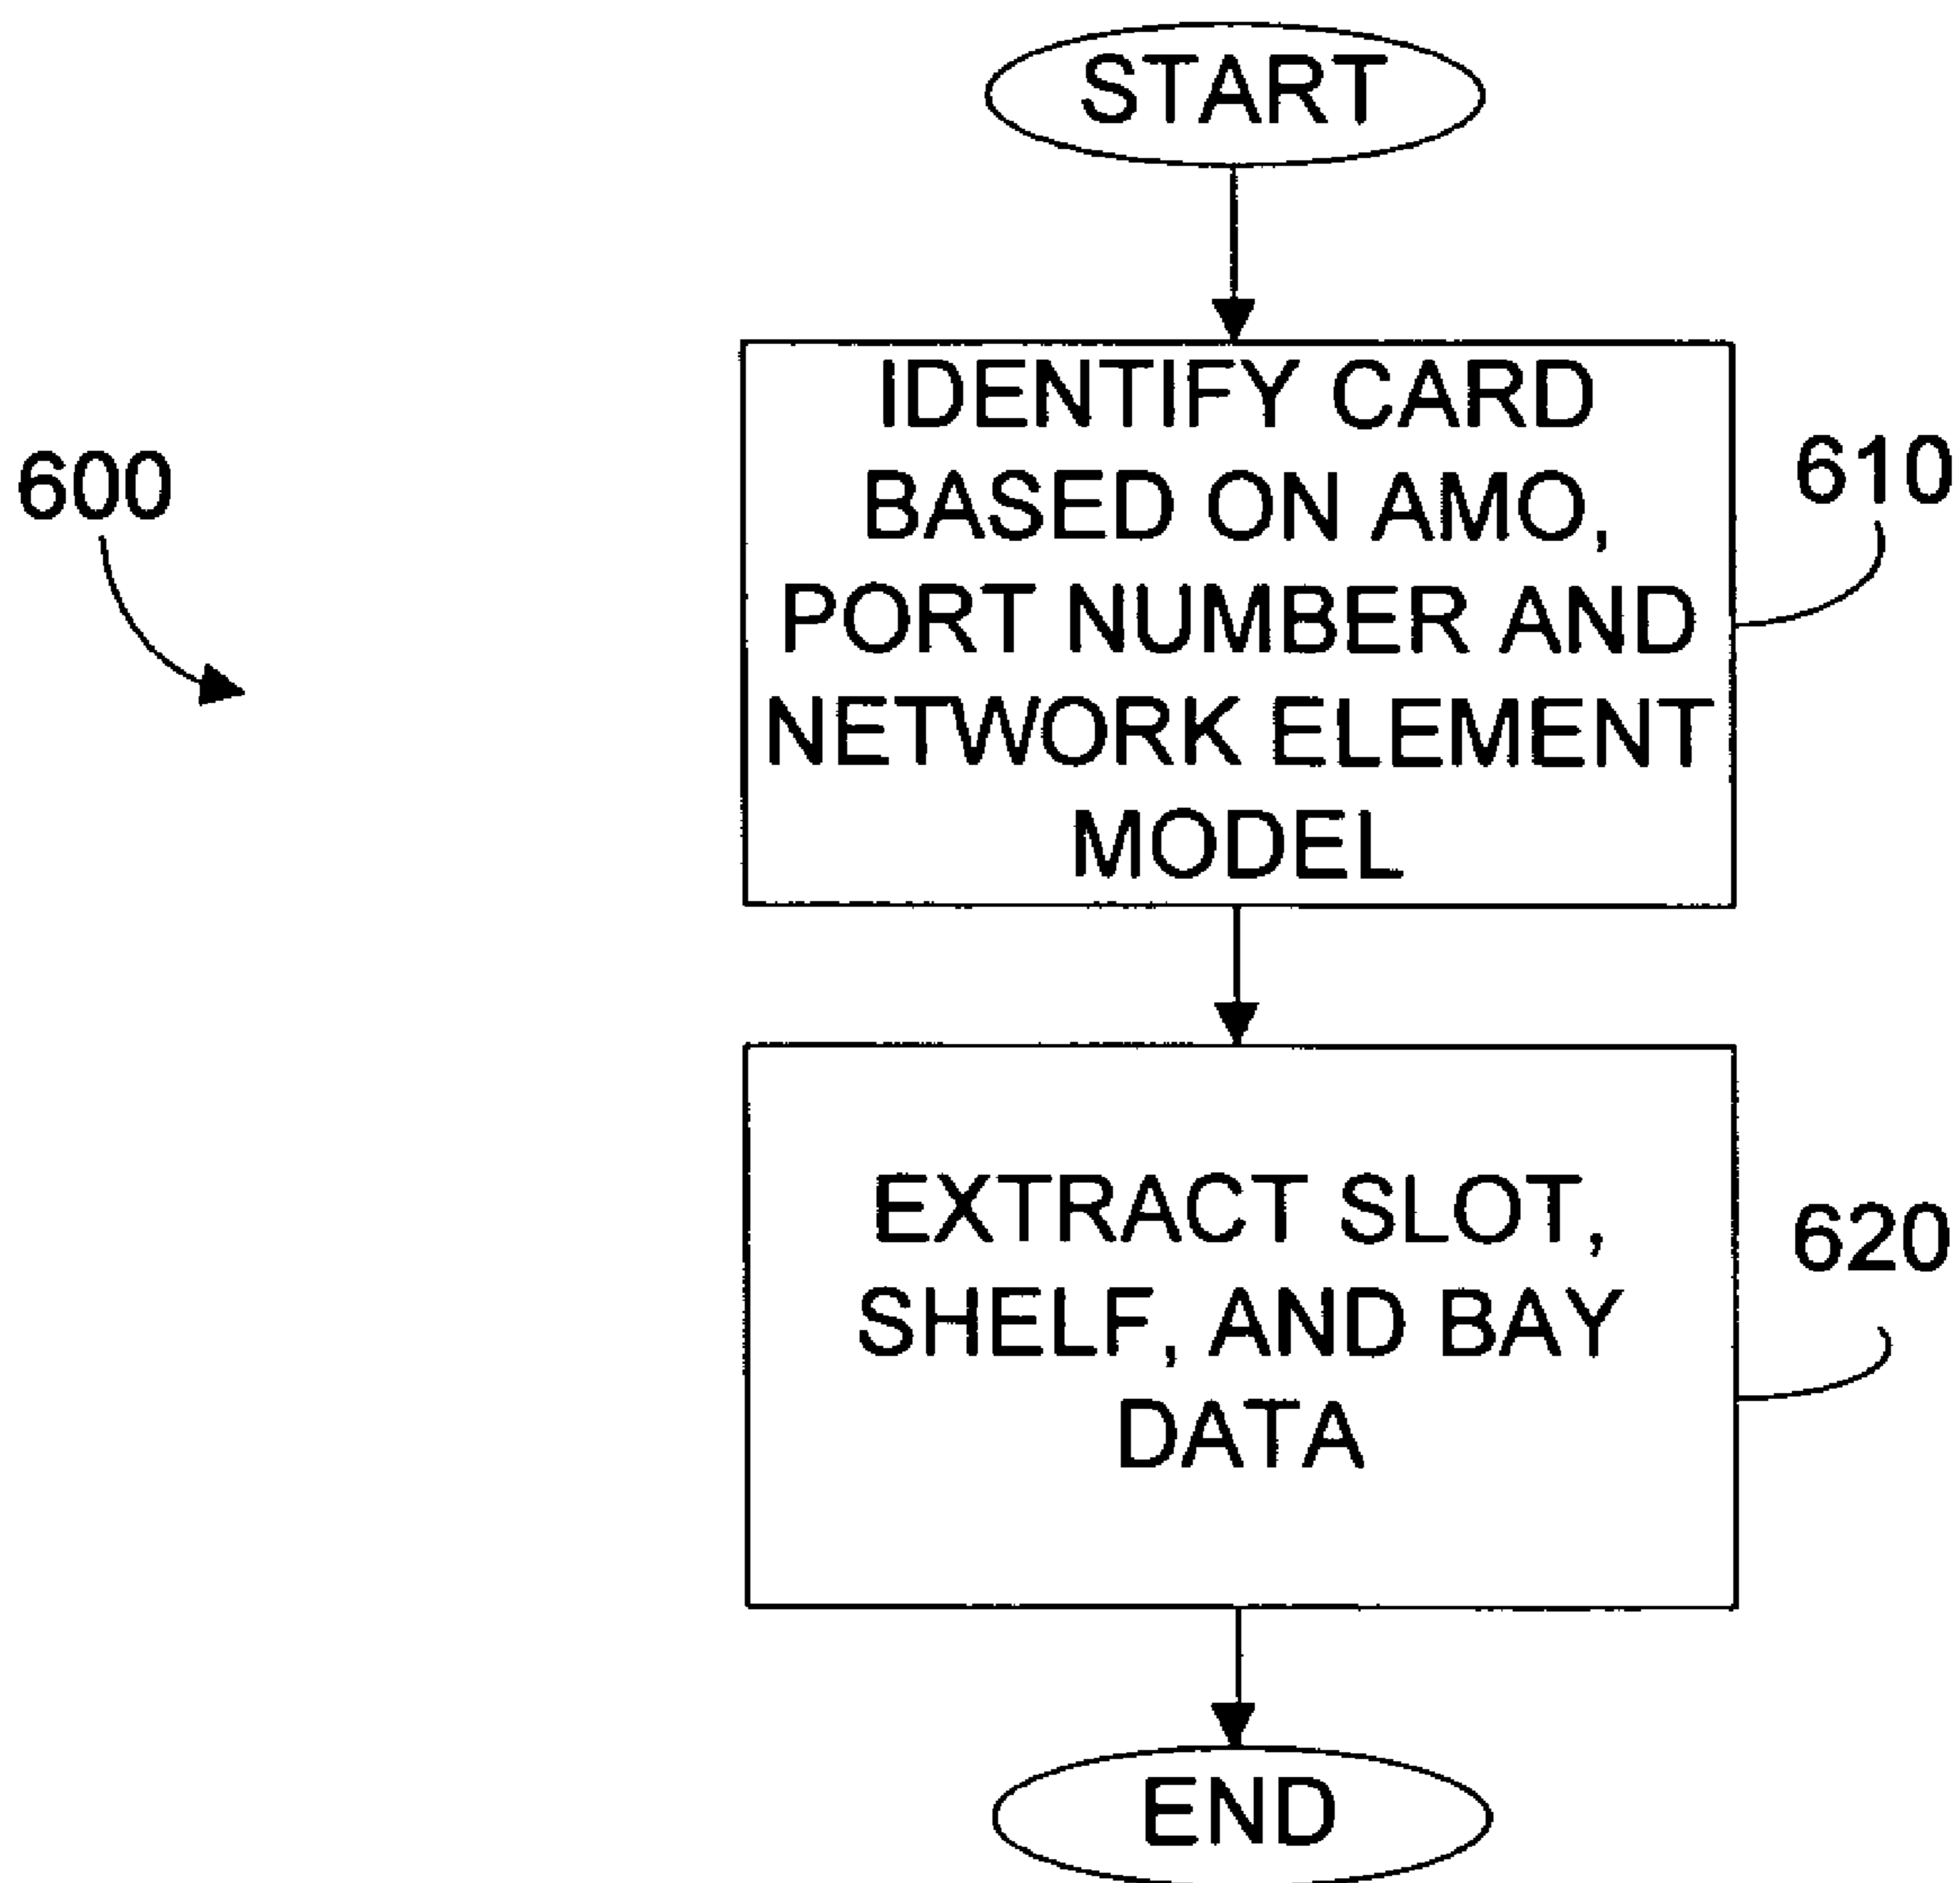 START
IDENTIFY CARD
BASED ON AMO,
PORT NUMBER AND
NETWORK ELEMENT
MODEL
600
610
EXTRACT SLOT,
SHELF, AND BAY
DATA
620
END